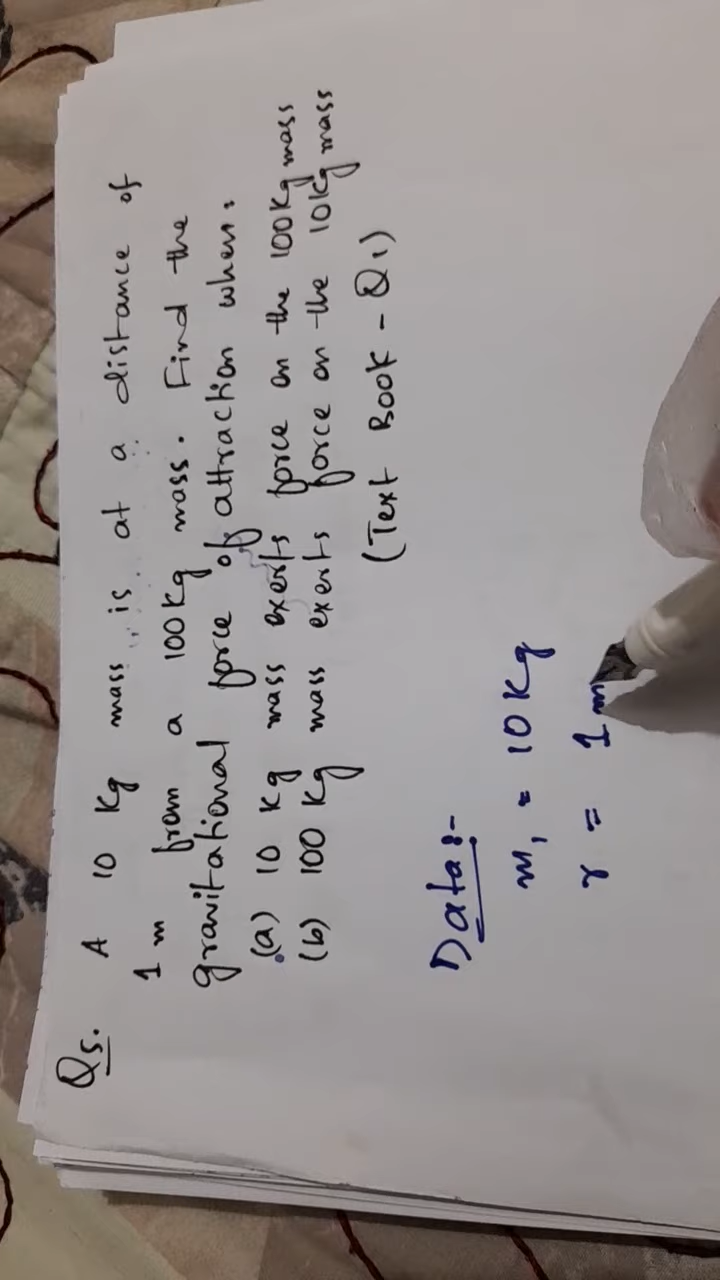 Q5. A 10 Kg mass is at a distance of
1 m from a 100 Kg mass. Find the
gravitational force of attraction when:
(a) 10 Kg mass exerts force on the 100 Kg mass
(b) 100 Kg mass exerts force on the 10 Kg mass
(Text Book - Q1)
Data:-
m1 = 10 Kg
r = 1 m